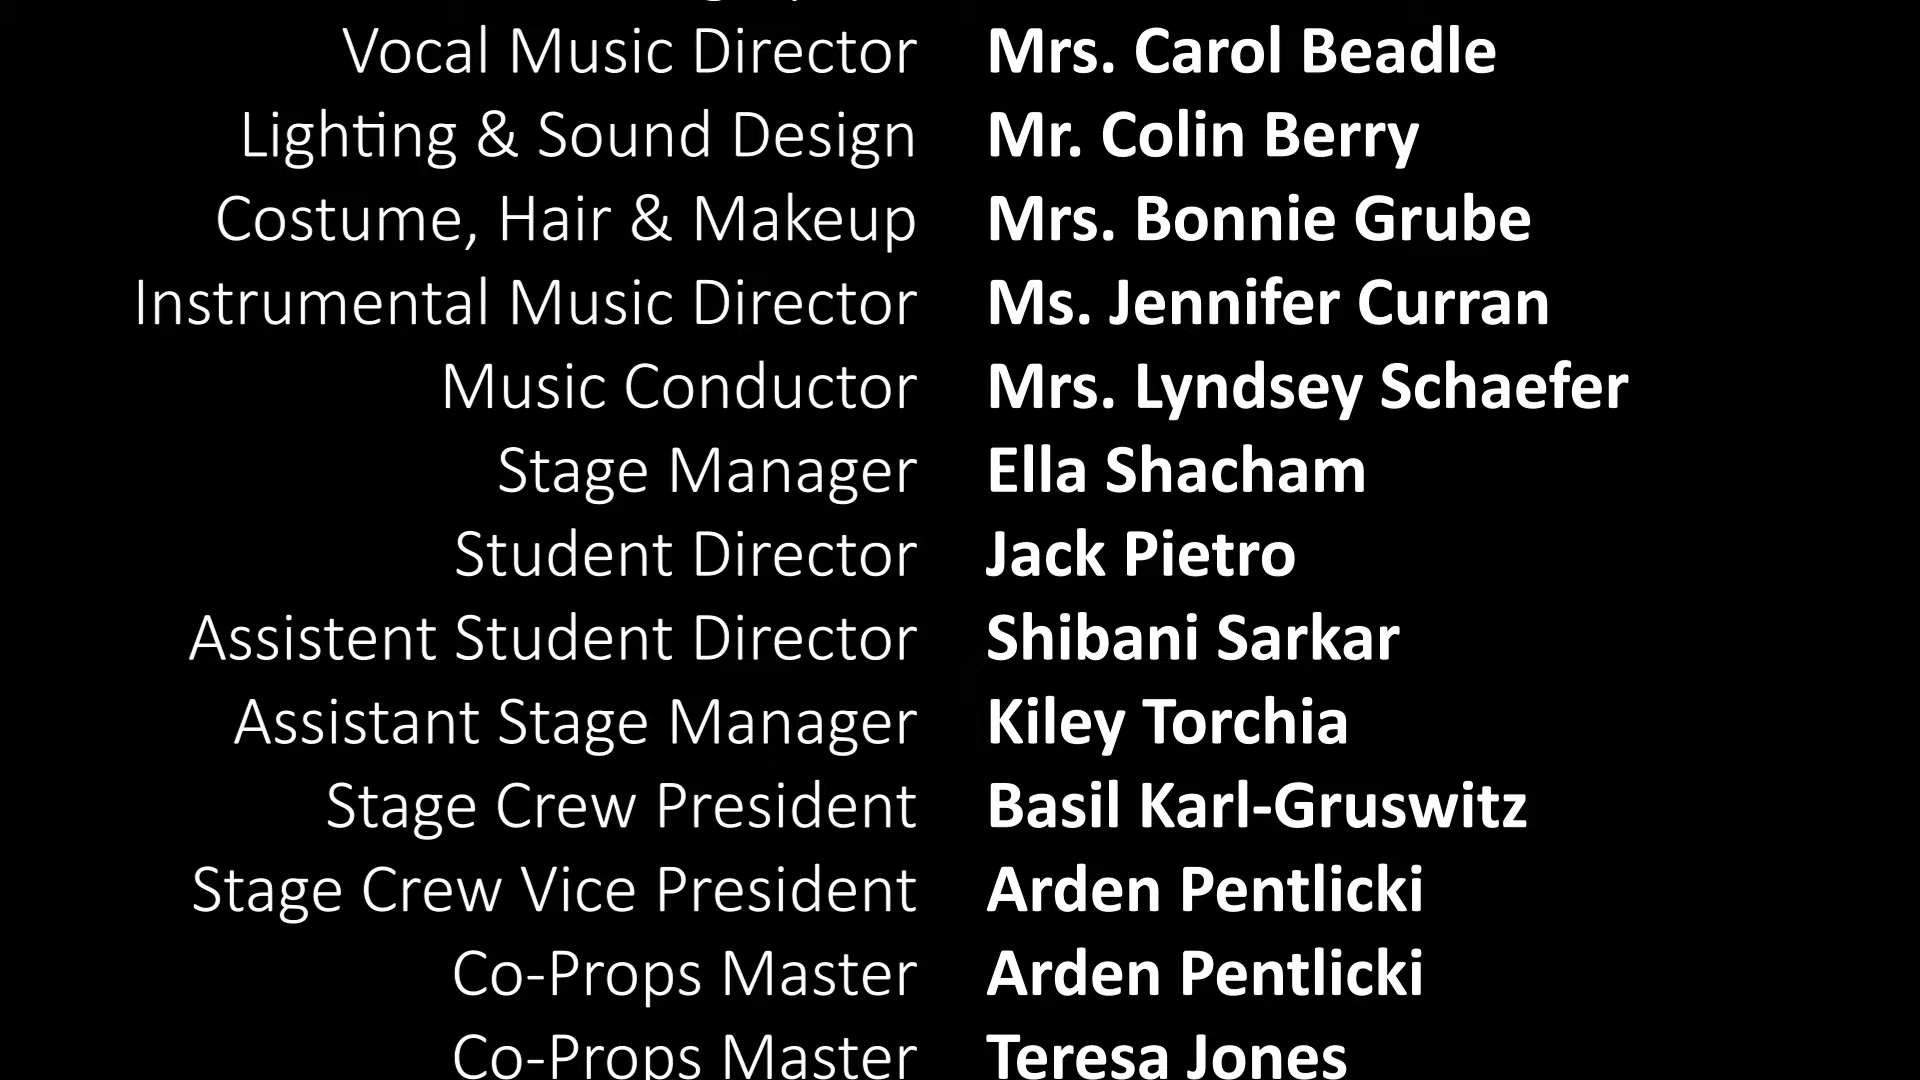 Vocal Music Director Mrs. Carol Beadle
Lighting & Sound Design Mr. Colin Berry
Costume, Hair & Makeup Mrs. Bonnie Grube
Instrumental Music Director Ms. Jennifer Curran
Music Conductor Mrs. Lyndsey Schaefer
Stage Manager Ella Shacham
Student Director Jack Pietro
Assistent Student Director Shibani Sarkar
Assistant Stage Manager Kiley Torchia
Stage Crew President Basil Karl-Gruswitz
Stage Crew Vice President Arden Pentlicki
Co-Props Master Arden Pentlicki
Co-Props Master Teresa Jones